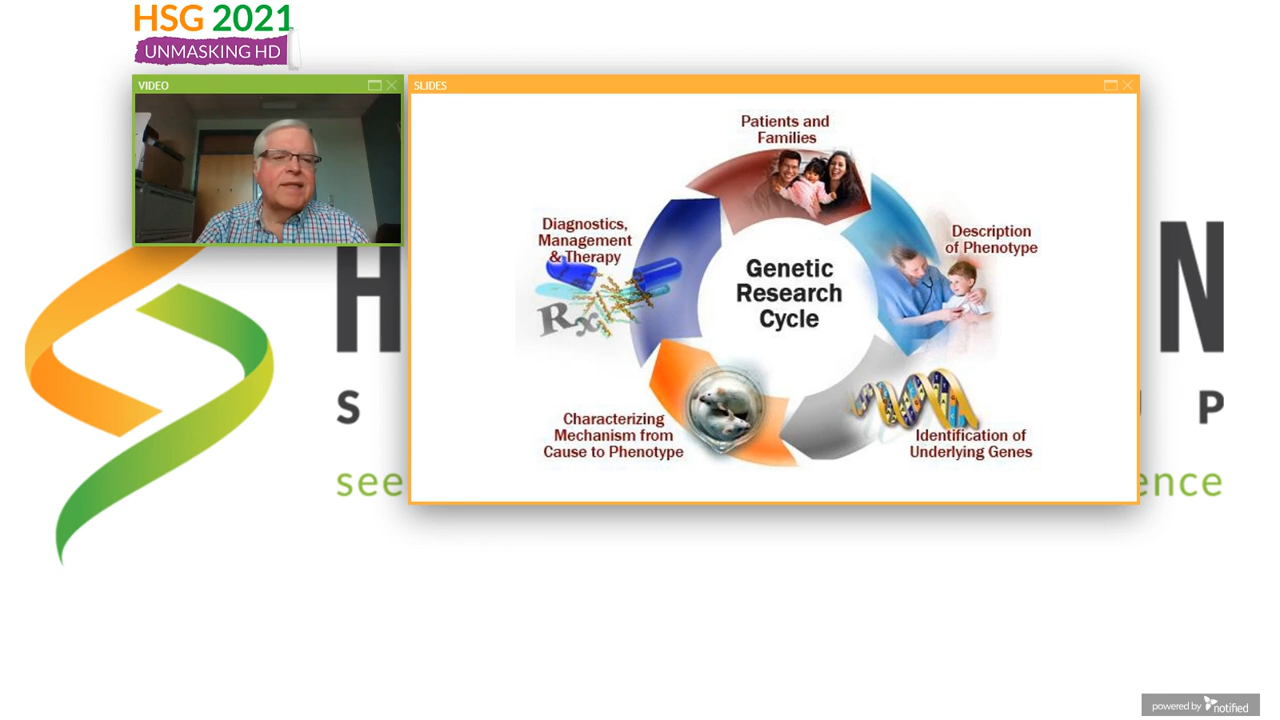 HSG 2021
UNMASKING HD
VIDEO
SLIDES
Patients and
Families
Diagnostics,
Management
& Therapy
Description
of Phenotype
Genetic
Research
Cycle
Rx
Characterizing
Mechanism from
Cause to Phenotype
Identification of
Underlying Genes
H
N
S
P
see
ence
powered by notified